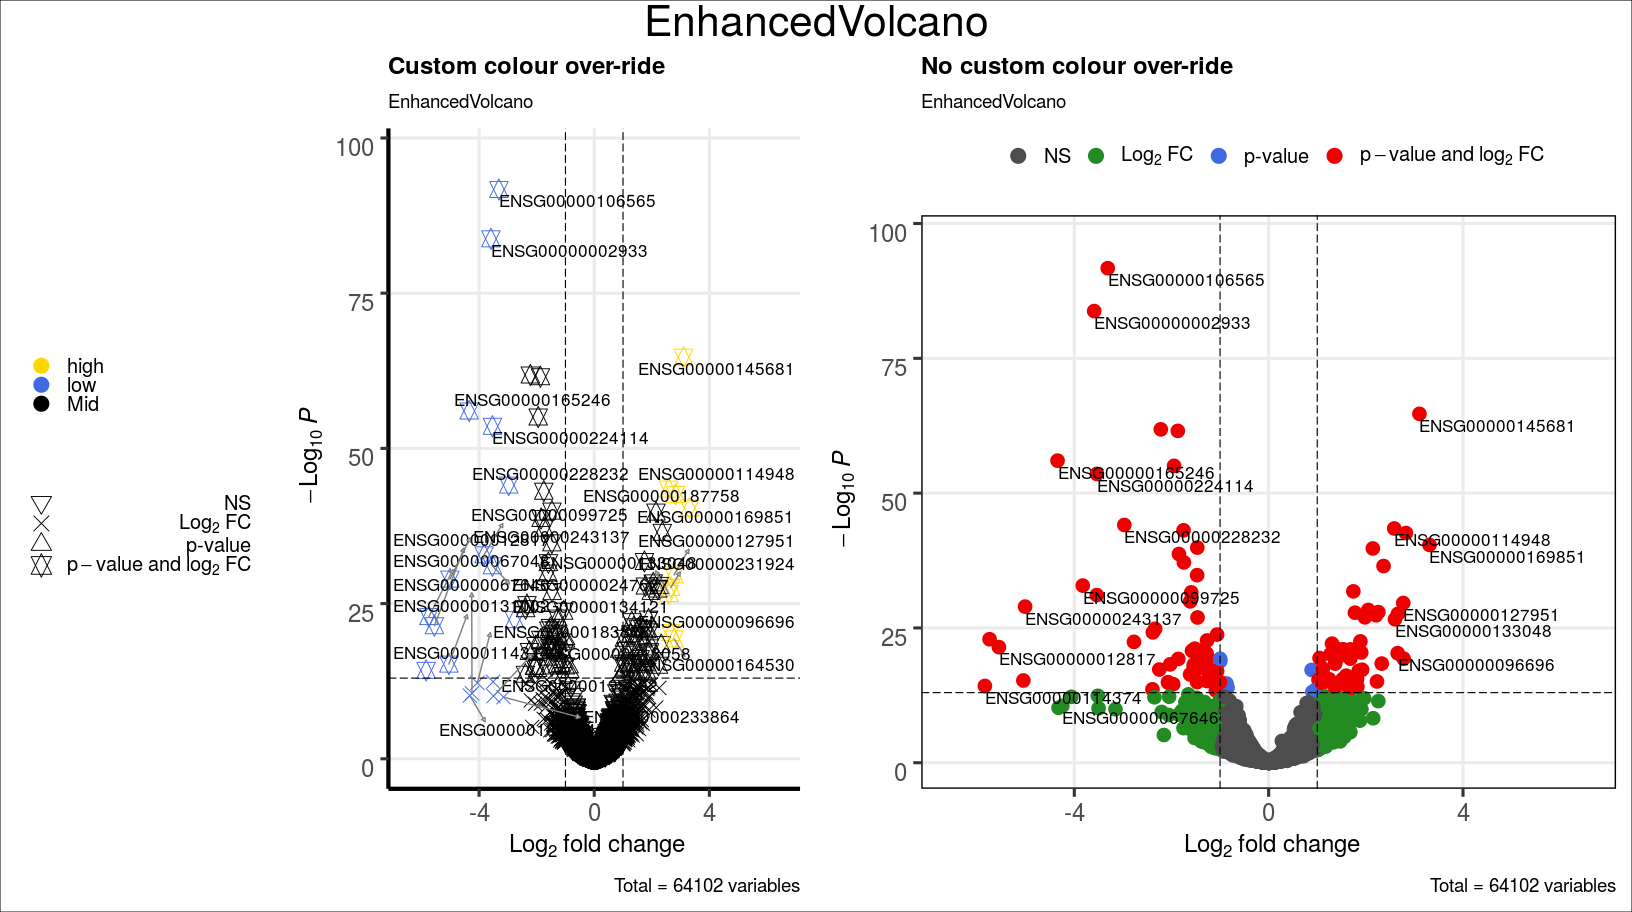 EnhancedVolcano
Custom colour over-ride
EnhancedVolcano
high
low
Mid
NS
Log2 FC
p-value
p – value and log2 FC
–Log10 P
100
75
50
25
0
ENSG00000106565
ENSG00000002933
ENSG00000145681
ENSG00000165246
ENSG00000224114
ENSG00000228232
ENSG00000114948
ENSG00000187758
ENSG00000099725
ENSG00000169851
ENSG00000243137
ENSG00000127951
ENSG00000231924
ENSG00000134121
ENSG00000096696
ENSG00000164530
ENSG00000233864
-4
0
4
Log2 fold change
Total = 64102 variables
No custom colour over-ride
EnhancedVolcano
NS
Log2 FC
p-value
p – value and log2 FC
–Log10 P
100
75
50
25
0
ENSG00000106565
ENSG00000002933
ENSG00000145681
ENSG00000165246
ENSG00000224114
ENSG00000228232
ENSG00000114948
ENSG00000169851
ENSG00000099725
ENSG00000127951
ENSG00000243137
ENSG00000133048
ENSG00000012817
ENSG00000096696
ENSG00000114374
ENSG00000067646
-4
0
4
Log2 fold change
Total = 64102 variables